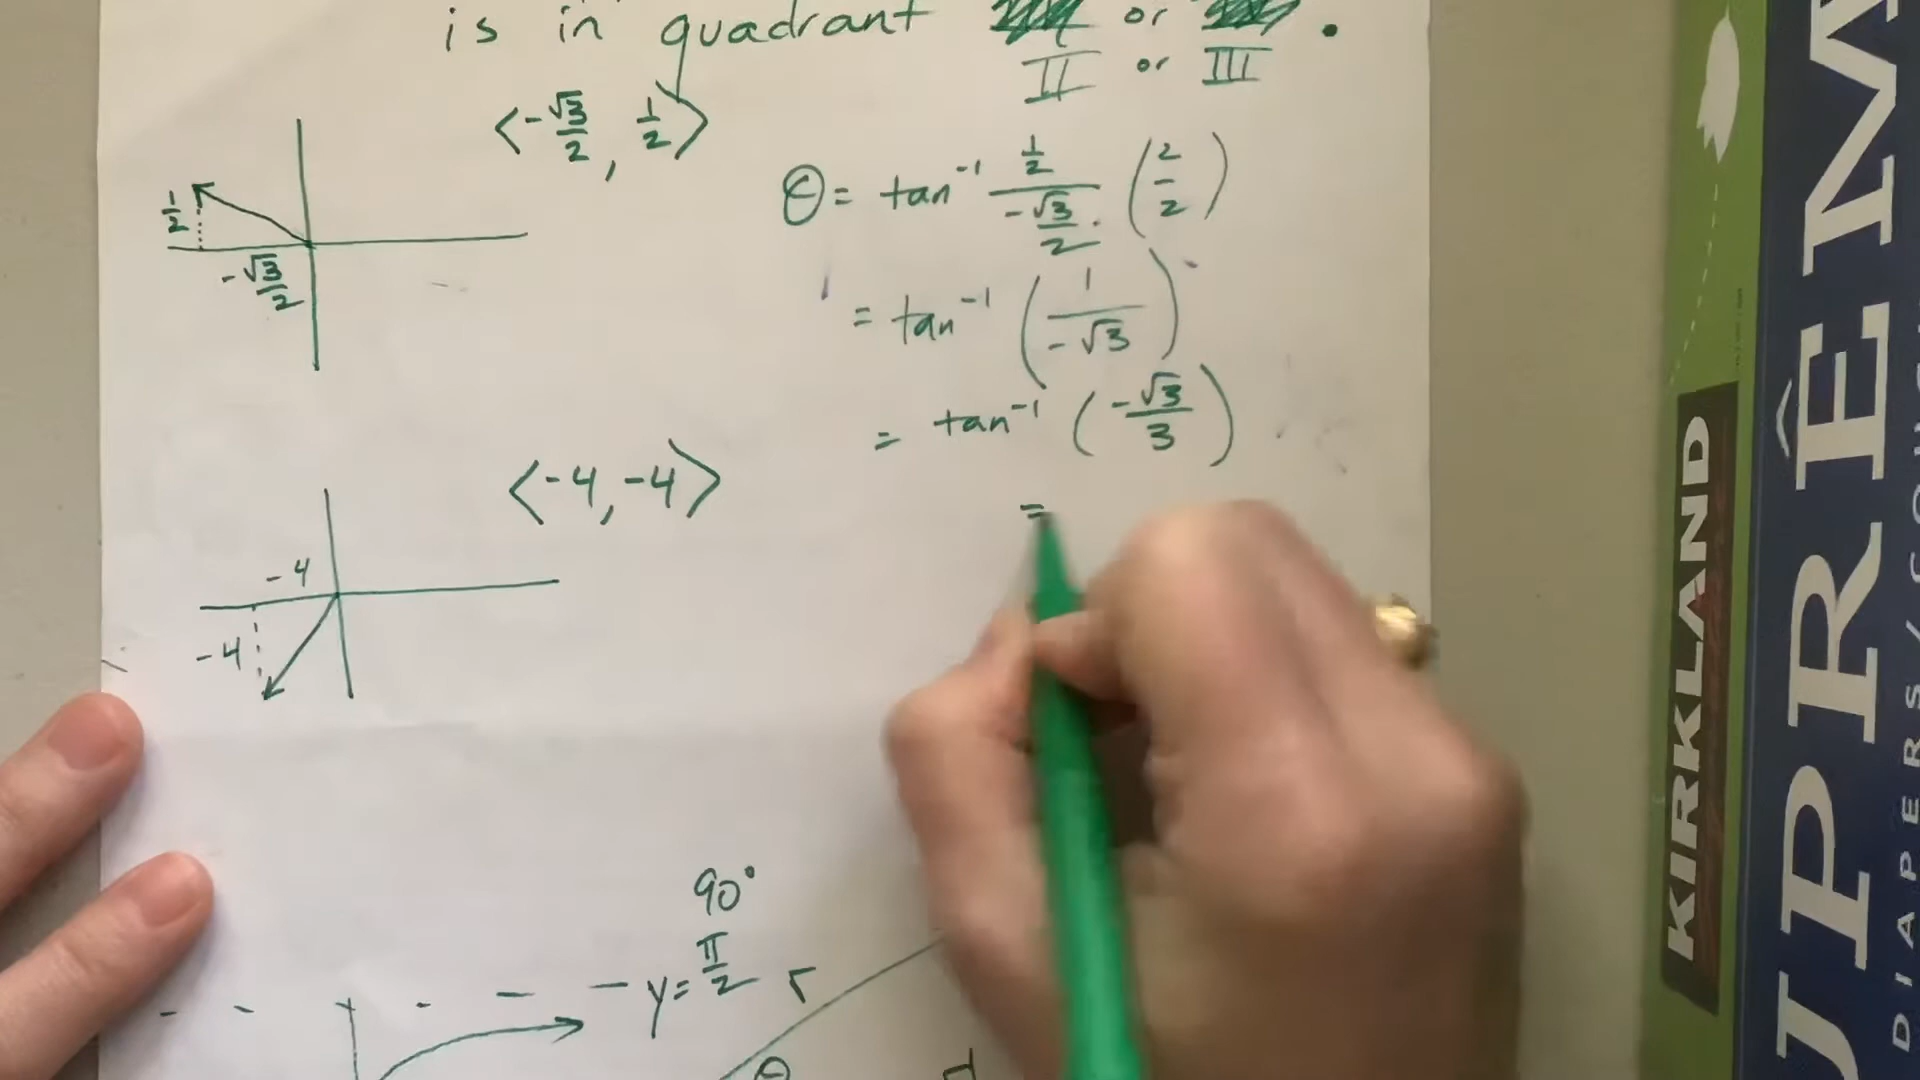 is in quadrant or .
II or III
⟨-√3/2, 1/2⟩
1/2
-√3/2
θ = tan⁻¹ (1/2)/(-√3/2) · (2/2)
= tan⁻¹ (1/-√3)
= tan⁻¹ (-√3/3)
=
⟨-4, -4⟩
-4
-4
90°
y = π/2
r
θ
KIRKLAND
DIAPERS